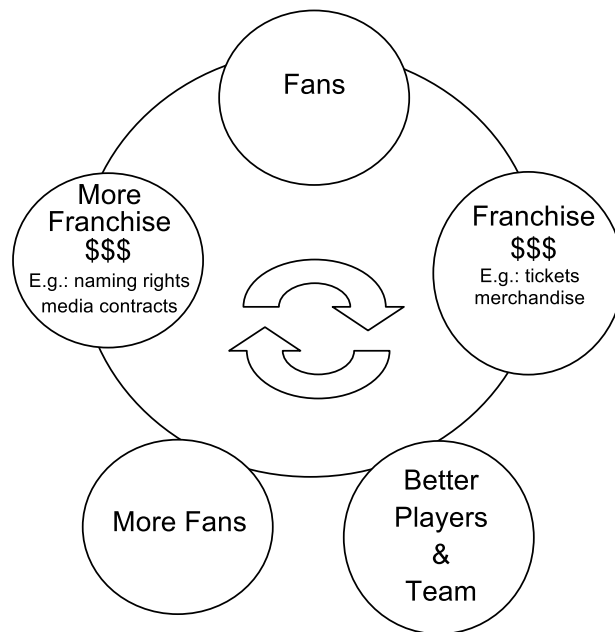 Fans
Franchise
$$$
E.g.: tickets
merchandise
Better
Players
&
Team
More Fans
More
Franchise
$$$
E.g.: naming rights
media contracts